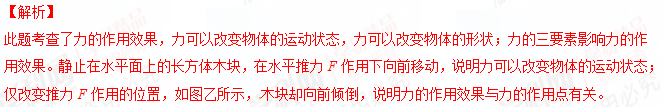 【解析】
此题考查了力的作用效果，力可以改变物体的运动状态，力可以改变物体的形状；力的三要素影响力的作
用效果。静止在水平面上的长方体木块，在水平推力 F 作用下向前移动，说明力可以改变物体的运动状态；
仅改变推力 F 作用的位置，如图乙所示，木块却向前倾倒，说明力的作用效果与力的作用点有关。